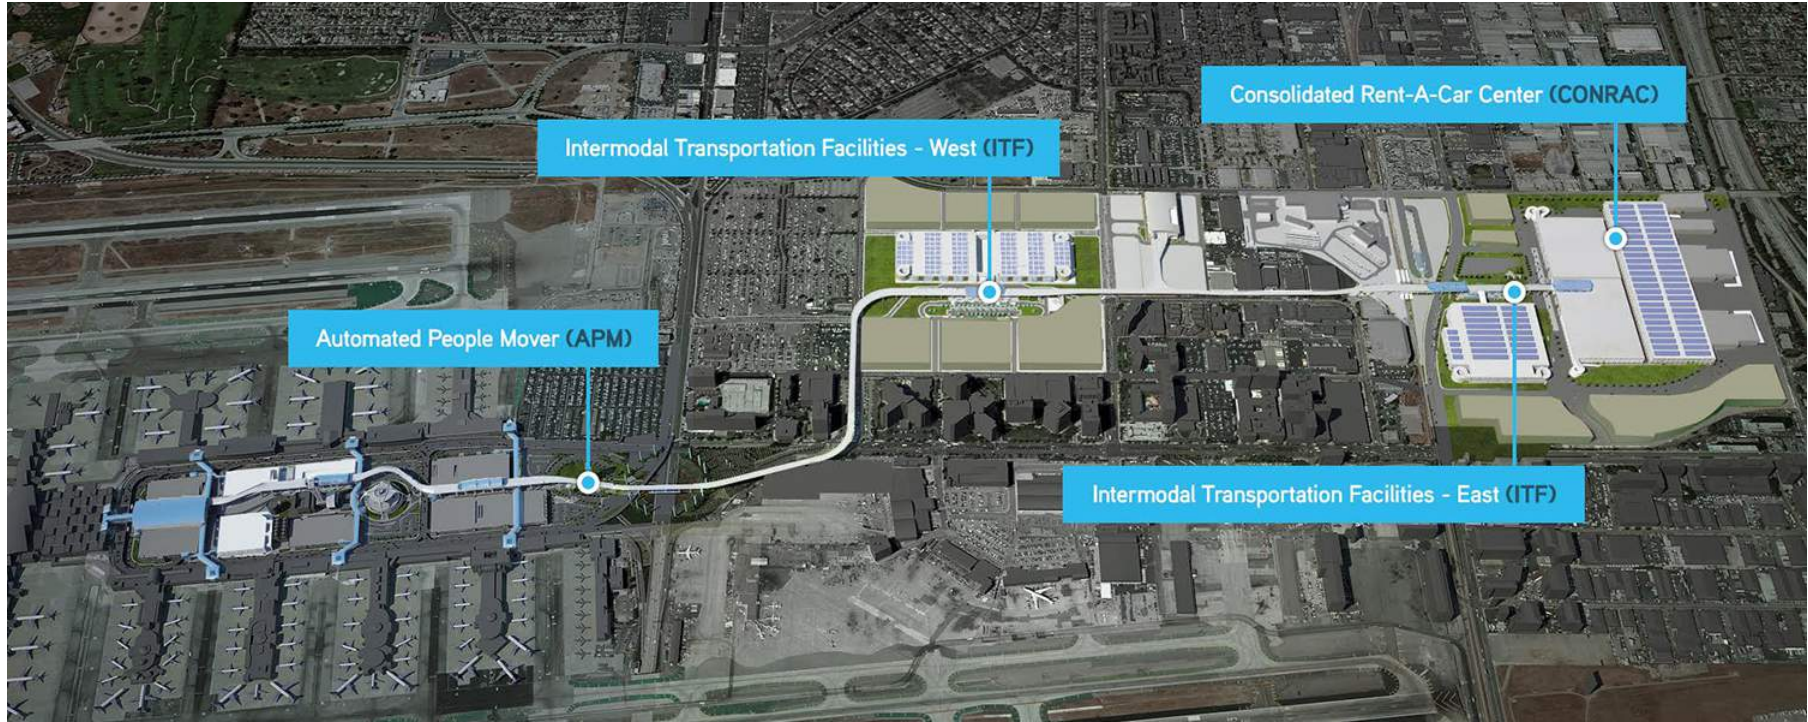 Consolidated Rent-A-Car Center (CONRAC)
Intermodal Transportation Facilities - West (ITF)
Automated People Mover (APM)
Intermodal Transportation Facilities - East (ITF)